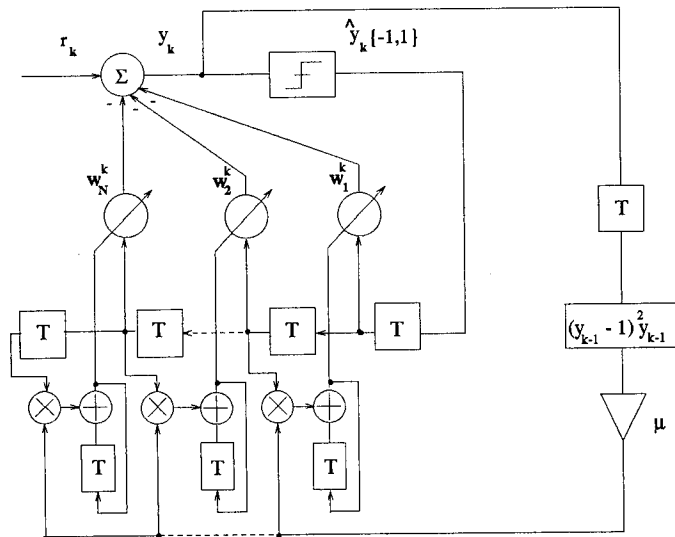 r_k
y_k
ŷ_k {-1,1}
Σ
- - -
w_N^k
w_2^k
w_1^k
T
(y_{k-1} - 1)^2 y_{k-1}
T
T
T
T
μ
T
T
T